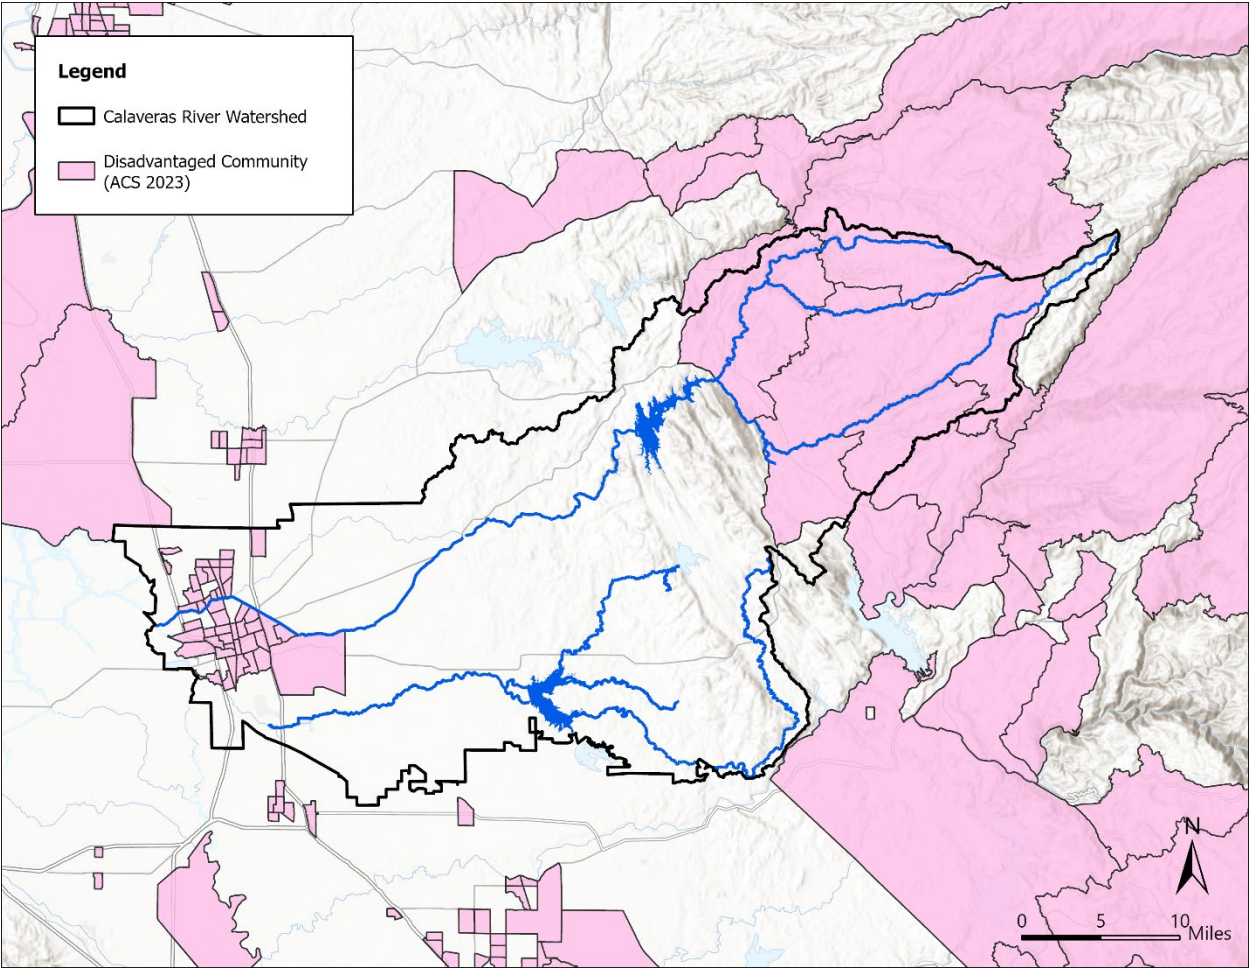 Legend
Calaveras River Watershed
Disadvantaged Community
(ACS 2023)
N
0 5 10 Miles